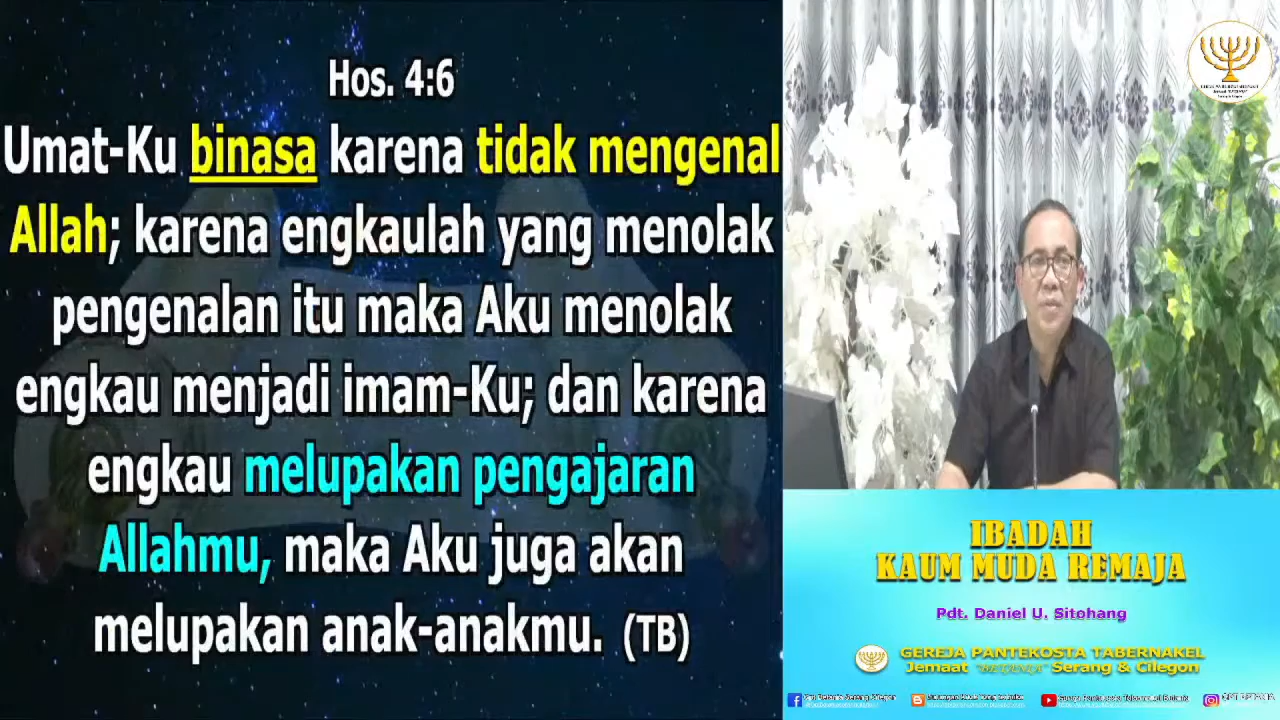 Hos. 4:6
Umat-Ku binasa karena tidak mengenal
Allah; karena engkaulah yang menolak
pengenalan itu maka Aku menolak
engkau menjadi imam-Ku; dan karena
engkau melupakan pengajaran
Allahmu, maka Aku juga akan
melupakan anak-anakmu. (TB)
IBADAH
KAUM MUDA REMAJA
Pdt. Daniel U. Sitohang
GEREJA PANTEKOSTA TABERNAKEL
Jemaat "BETANIA" Serang & Cilegon